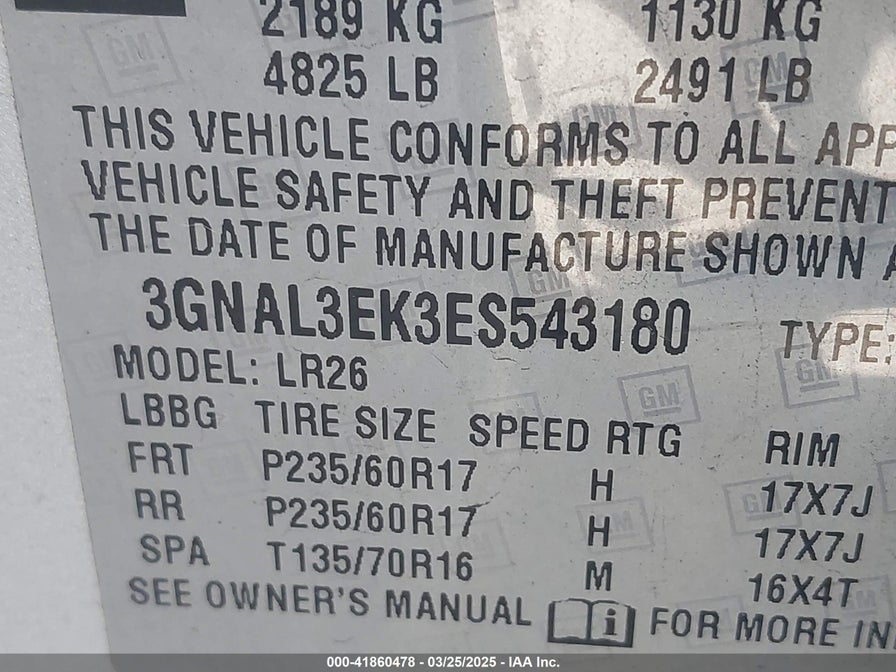 2189 KG 1130 KG
4825 LB 2491 LB
THIS VEHICLE CONFORMS TO ALL
VEHICLE SAFETY AND THEFT PREVENT
THE DATE OF MANUFACTURE SHOWN
3GNAL3EK3ES543180 TYPE:
MODEL: LR26
LBBG TIRE SIZE SPEED RTG RIM
FRT P235/60R17 H 17X7J
RR P235/60R17 H 17X7J
SPA T135/70R16 M 16X4T
SEE OWNER'S MANUAL FOR MORE
000-41860478 - 03/25/2025 - IAA Inc.